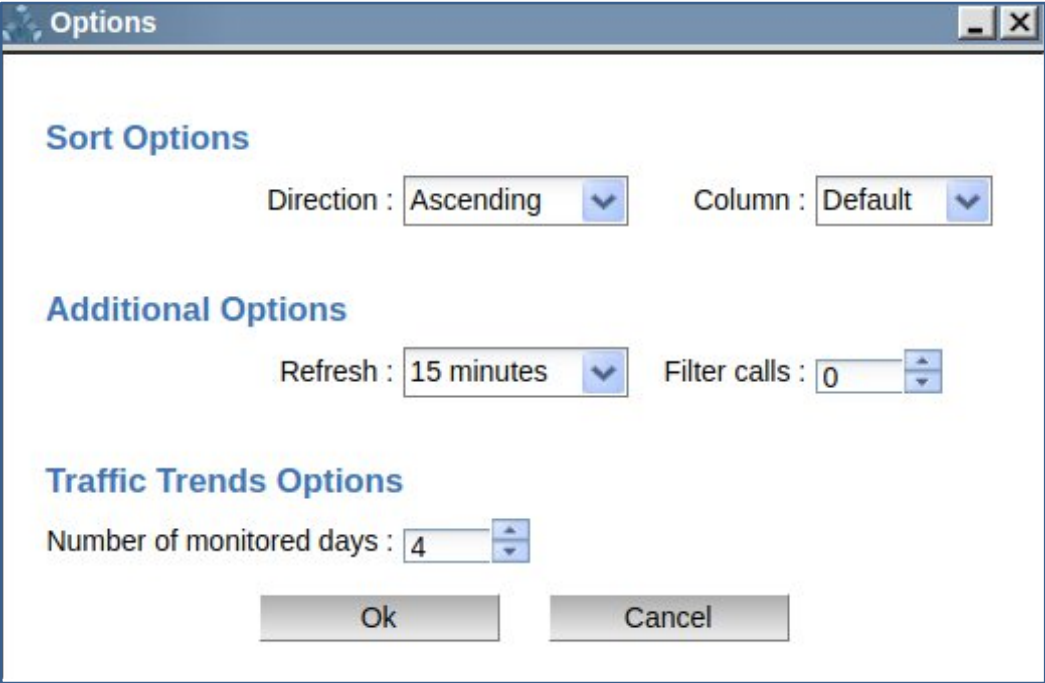 Options
Sort Options
Direction : Ascending Column : Default
Additional Options
Refresh : 15 minutes Filter calls : 0
Traffic Trends Options
Number of monitored days : 4
Ok Cancel